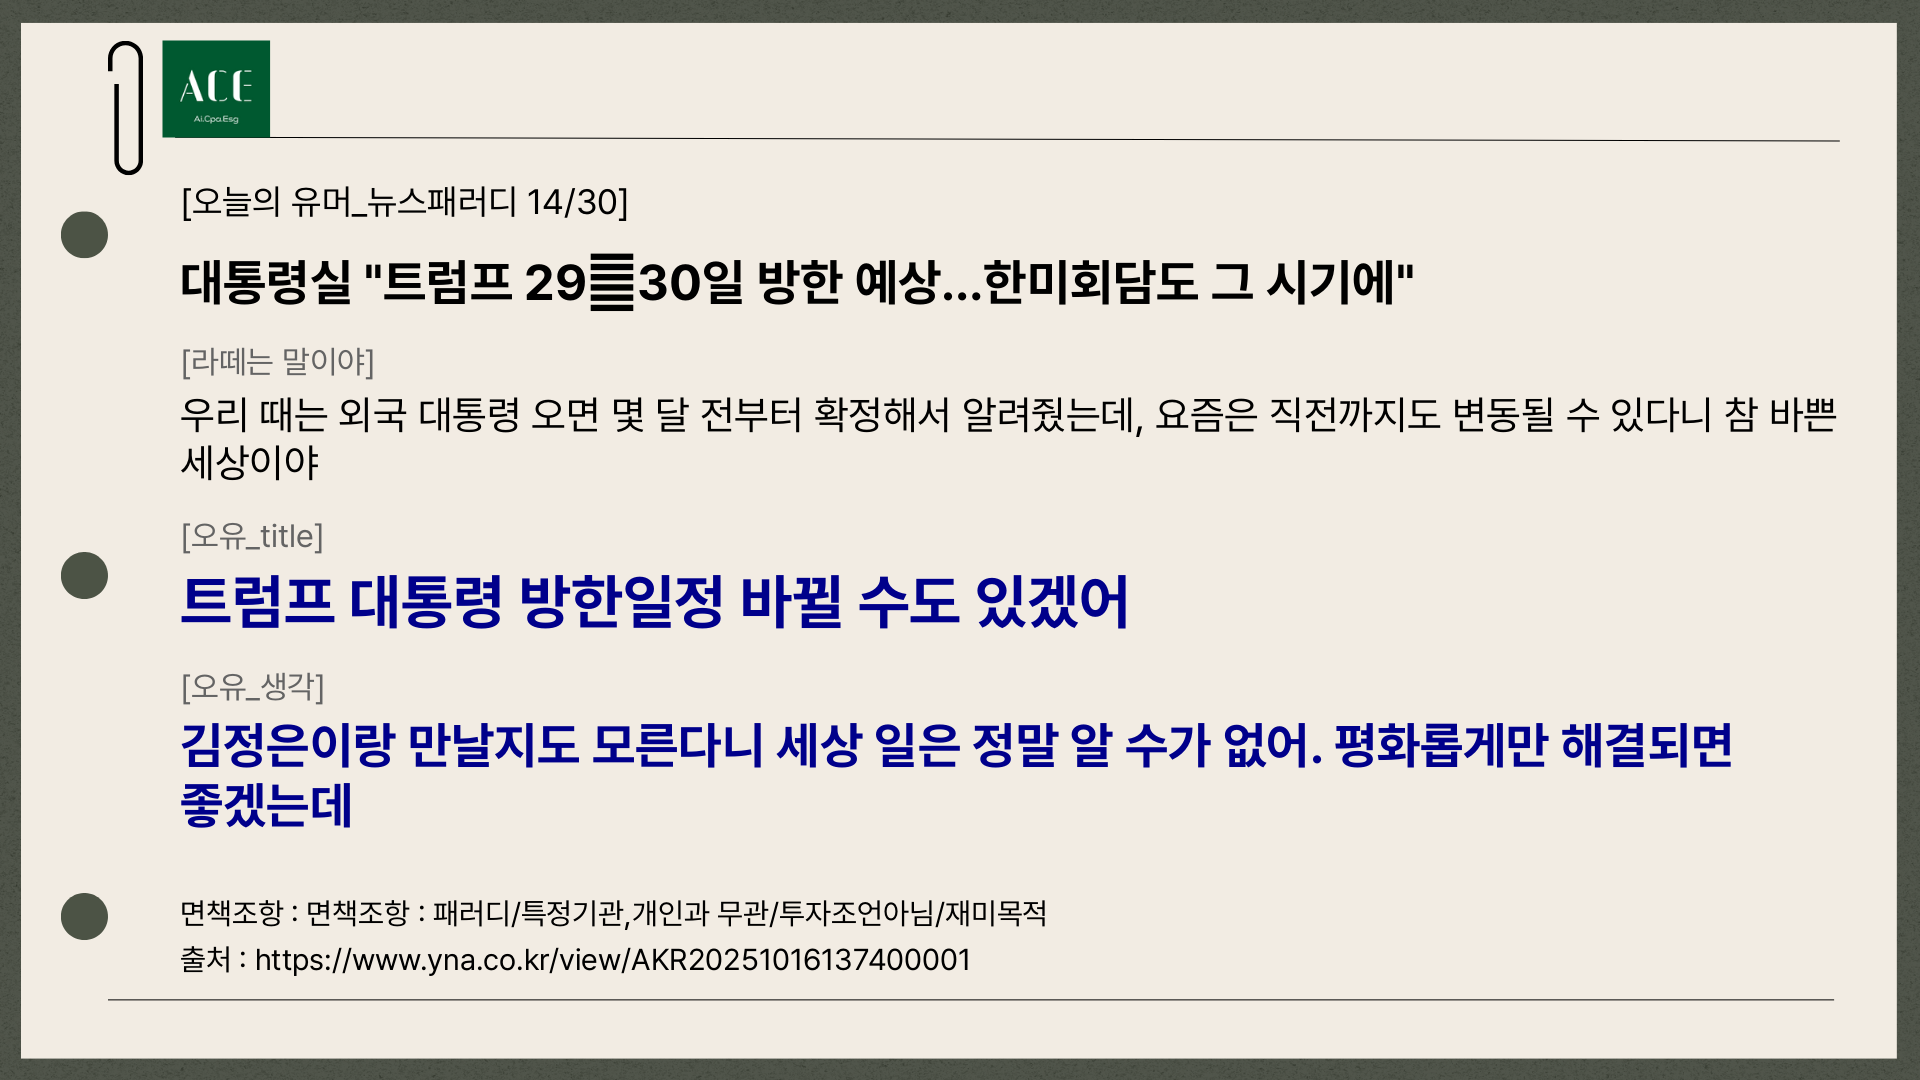 ACE
Ai.Cpa.Esg
[오늘의 유머_뉴스패러디 14/30]
대통령실 "트럼프 29䷀30일 방한 예상...한미회담도 그 시기에"
[라떼는 말이야]
우리 때는 외국 대통령 오면 몇 달 전부터 확정해서 알려줬는데, 요즘은 직전까지도 변동될 수 있다니 참 바쁜
세상이야
[오유_title]
트럼프 대통령 방한일정 바뀔 수도 있겠어
[오유_생각]
김정은이랑 만날지도 모른다니 세상 일은 정말 알 수가 없어. 평화롭게만 해결되면
좋겠는데
면책조항 : 면책조항 : 패러디/특정기관,개인과 무관/투자조언아님/재미목적
출처 : https://www.yna.co.kr/view/AKR20251016137400001